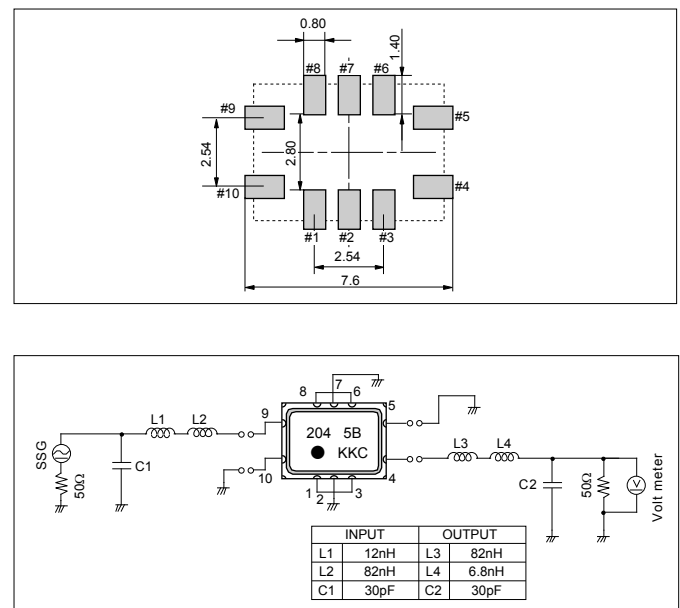 0.80
1.40
#8 #7 #6
#9
#5
2.54
2.80
#10
#4
#1 #2 #3
2.54
7.6
7
8 6
L1 L2
9
5
204 5B
KKC
L3 L4
SSG
50Ω
C1
10
4
1 2 3
C2
50Ω
V
Volt meter
INPUT OUTPUT
L1 12nH L3 82nH
L2 82nH L4 6.8nH
C1 30pF C2 30pF